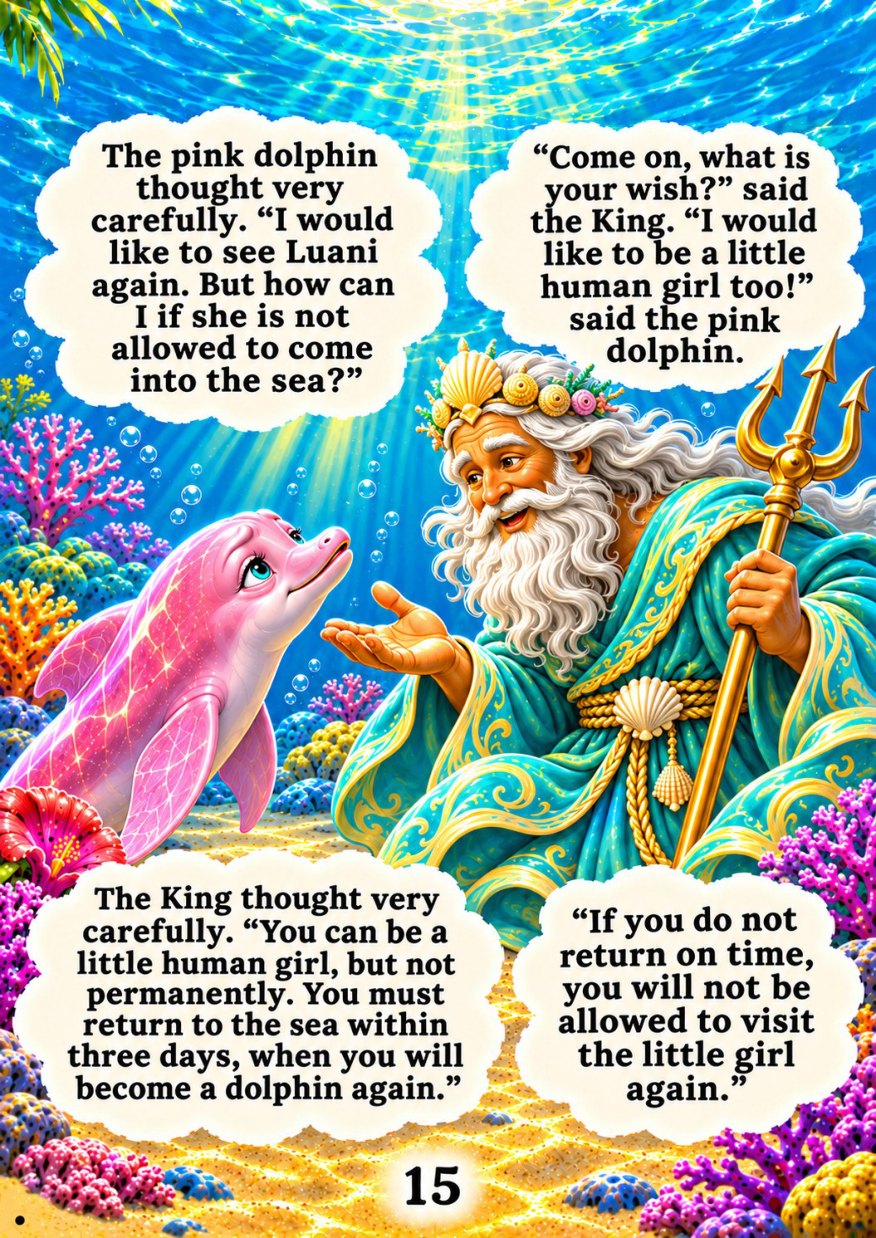 The pink dolphin
thought very
carefully. “I would
like to see Luani
again. But how can
I if she is not
allowed to come
into the sea?”
“Come on, what is
your wish?” said
the King. “I would
like to be a little
human girl too!”
said the pink
dolphin.
The King thought very
carefully. “You can be a
little human girl, but not
permanently. You must
return to the sea within
three days, when you will
become a dolphin again.”
“If you do not
return on time,
you will not be
allowed to visit
the little girl
again.”
15